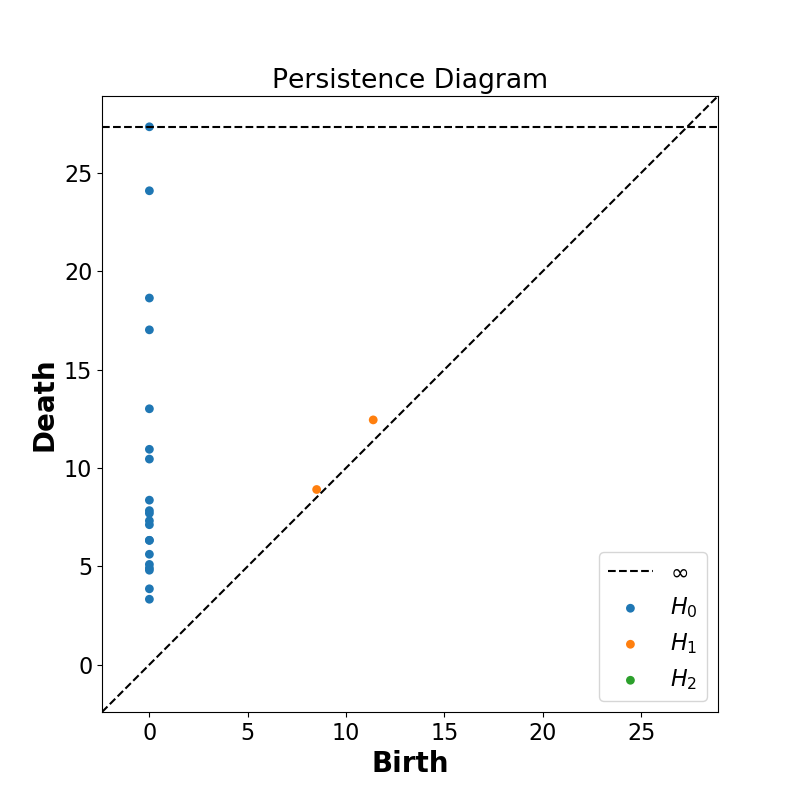 Persistence Diagram
Death
25
20
15
10
5
0
0 5 10 15 20 25
Birth
∞
H₀
H₁
H₂